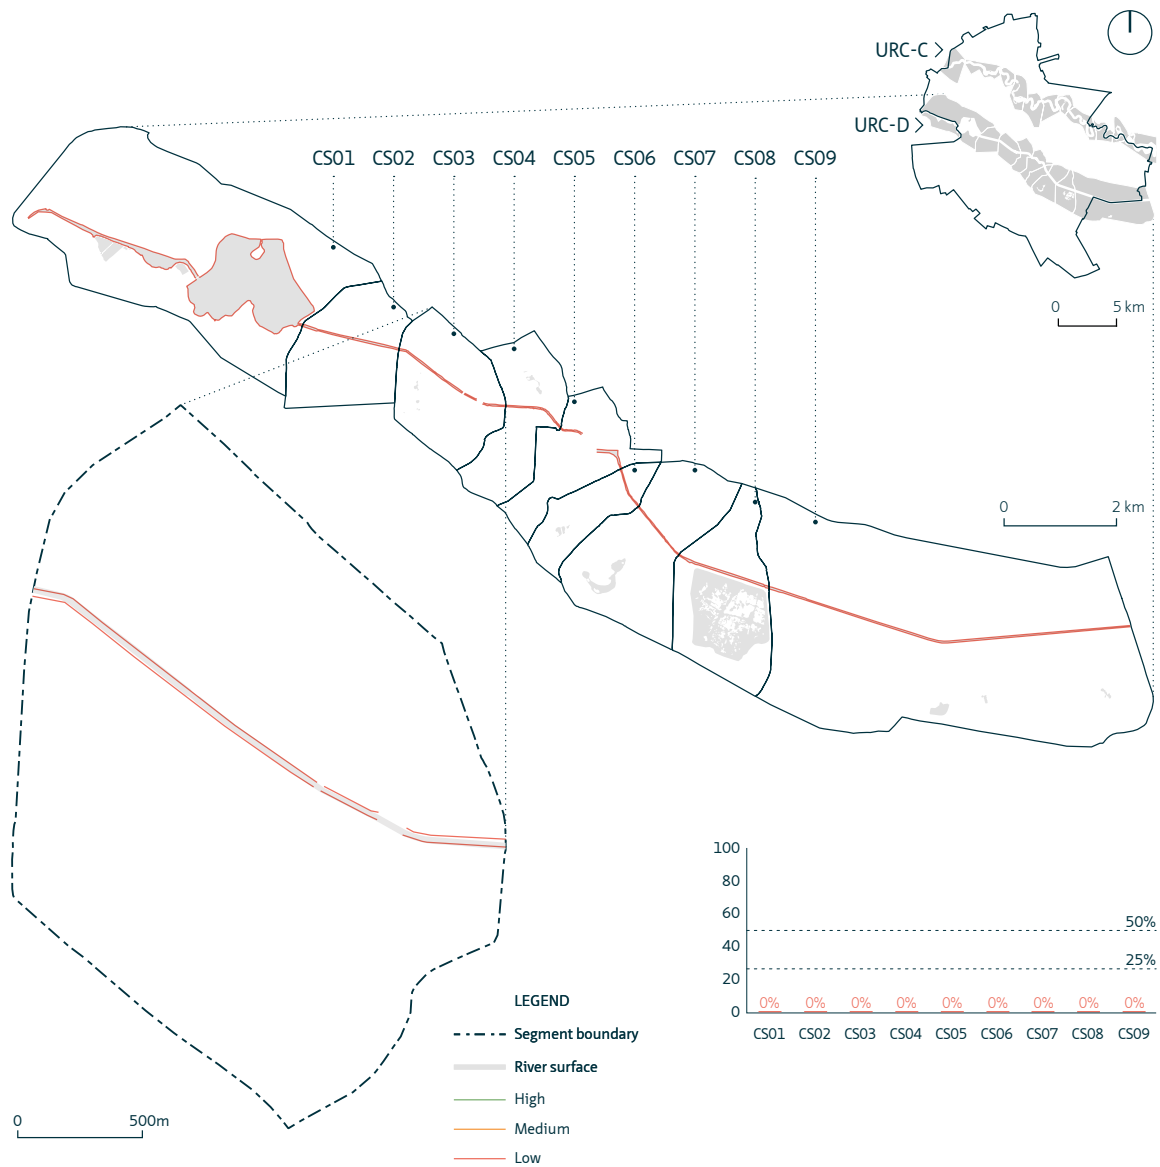 URC-C
URC-D
0 5 km
CS01 CS02 CS03 CS04 CS05 CS06 CS07 CS08 CS09
0 2 km
100
80
60
40
20
0
50%
25%
0% 0% 0% 0% 0% 0% 0% 0% 0%
CS01 CS02 CS03 CS04 CS05 CS06 CS07 CS08 CS09
LEGEND
Segment boundary
River surface
High
Medium
Low
0 500m